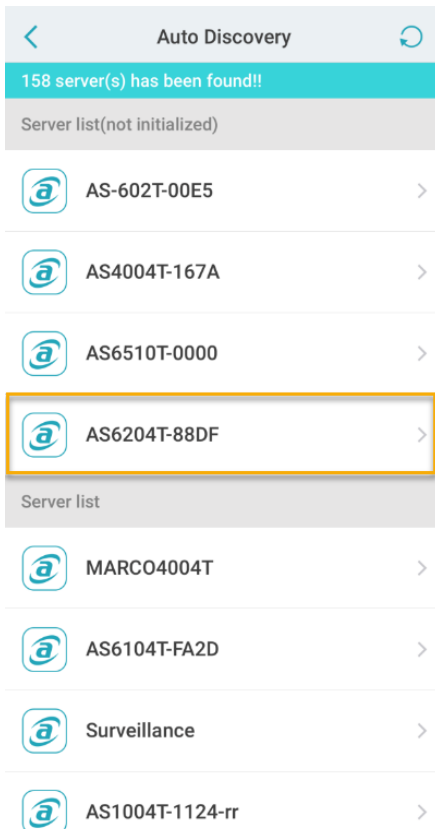 Auto Discovery
158 server(s) has been found!!
Server list(not initialized)
AS-602T-00E5
AS4004T-167A
AS6510T-0000
AS6204T-88DF
Server list
MARCO4004T
AS6104T-FA2D
Surveillance
AS1004T-1124-rr